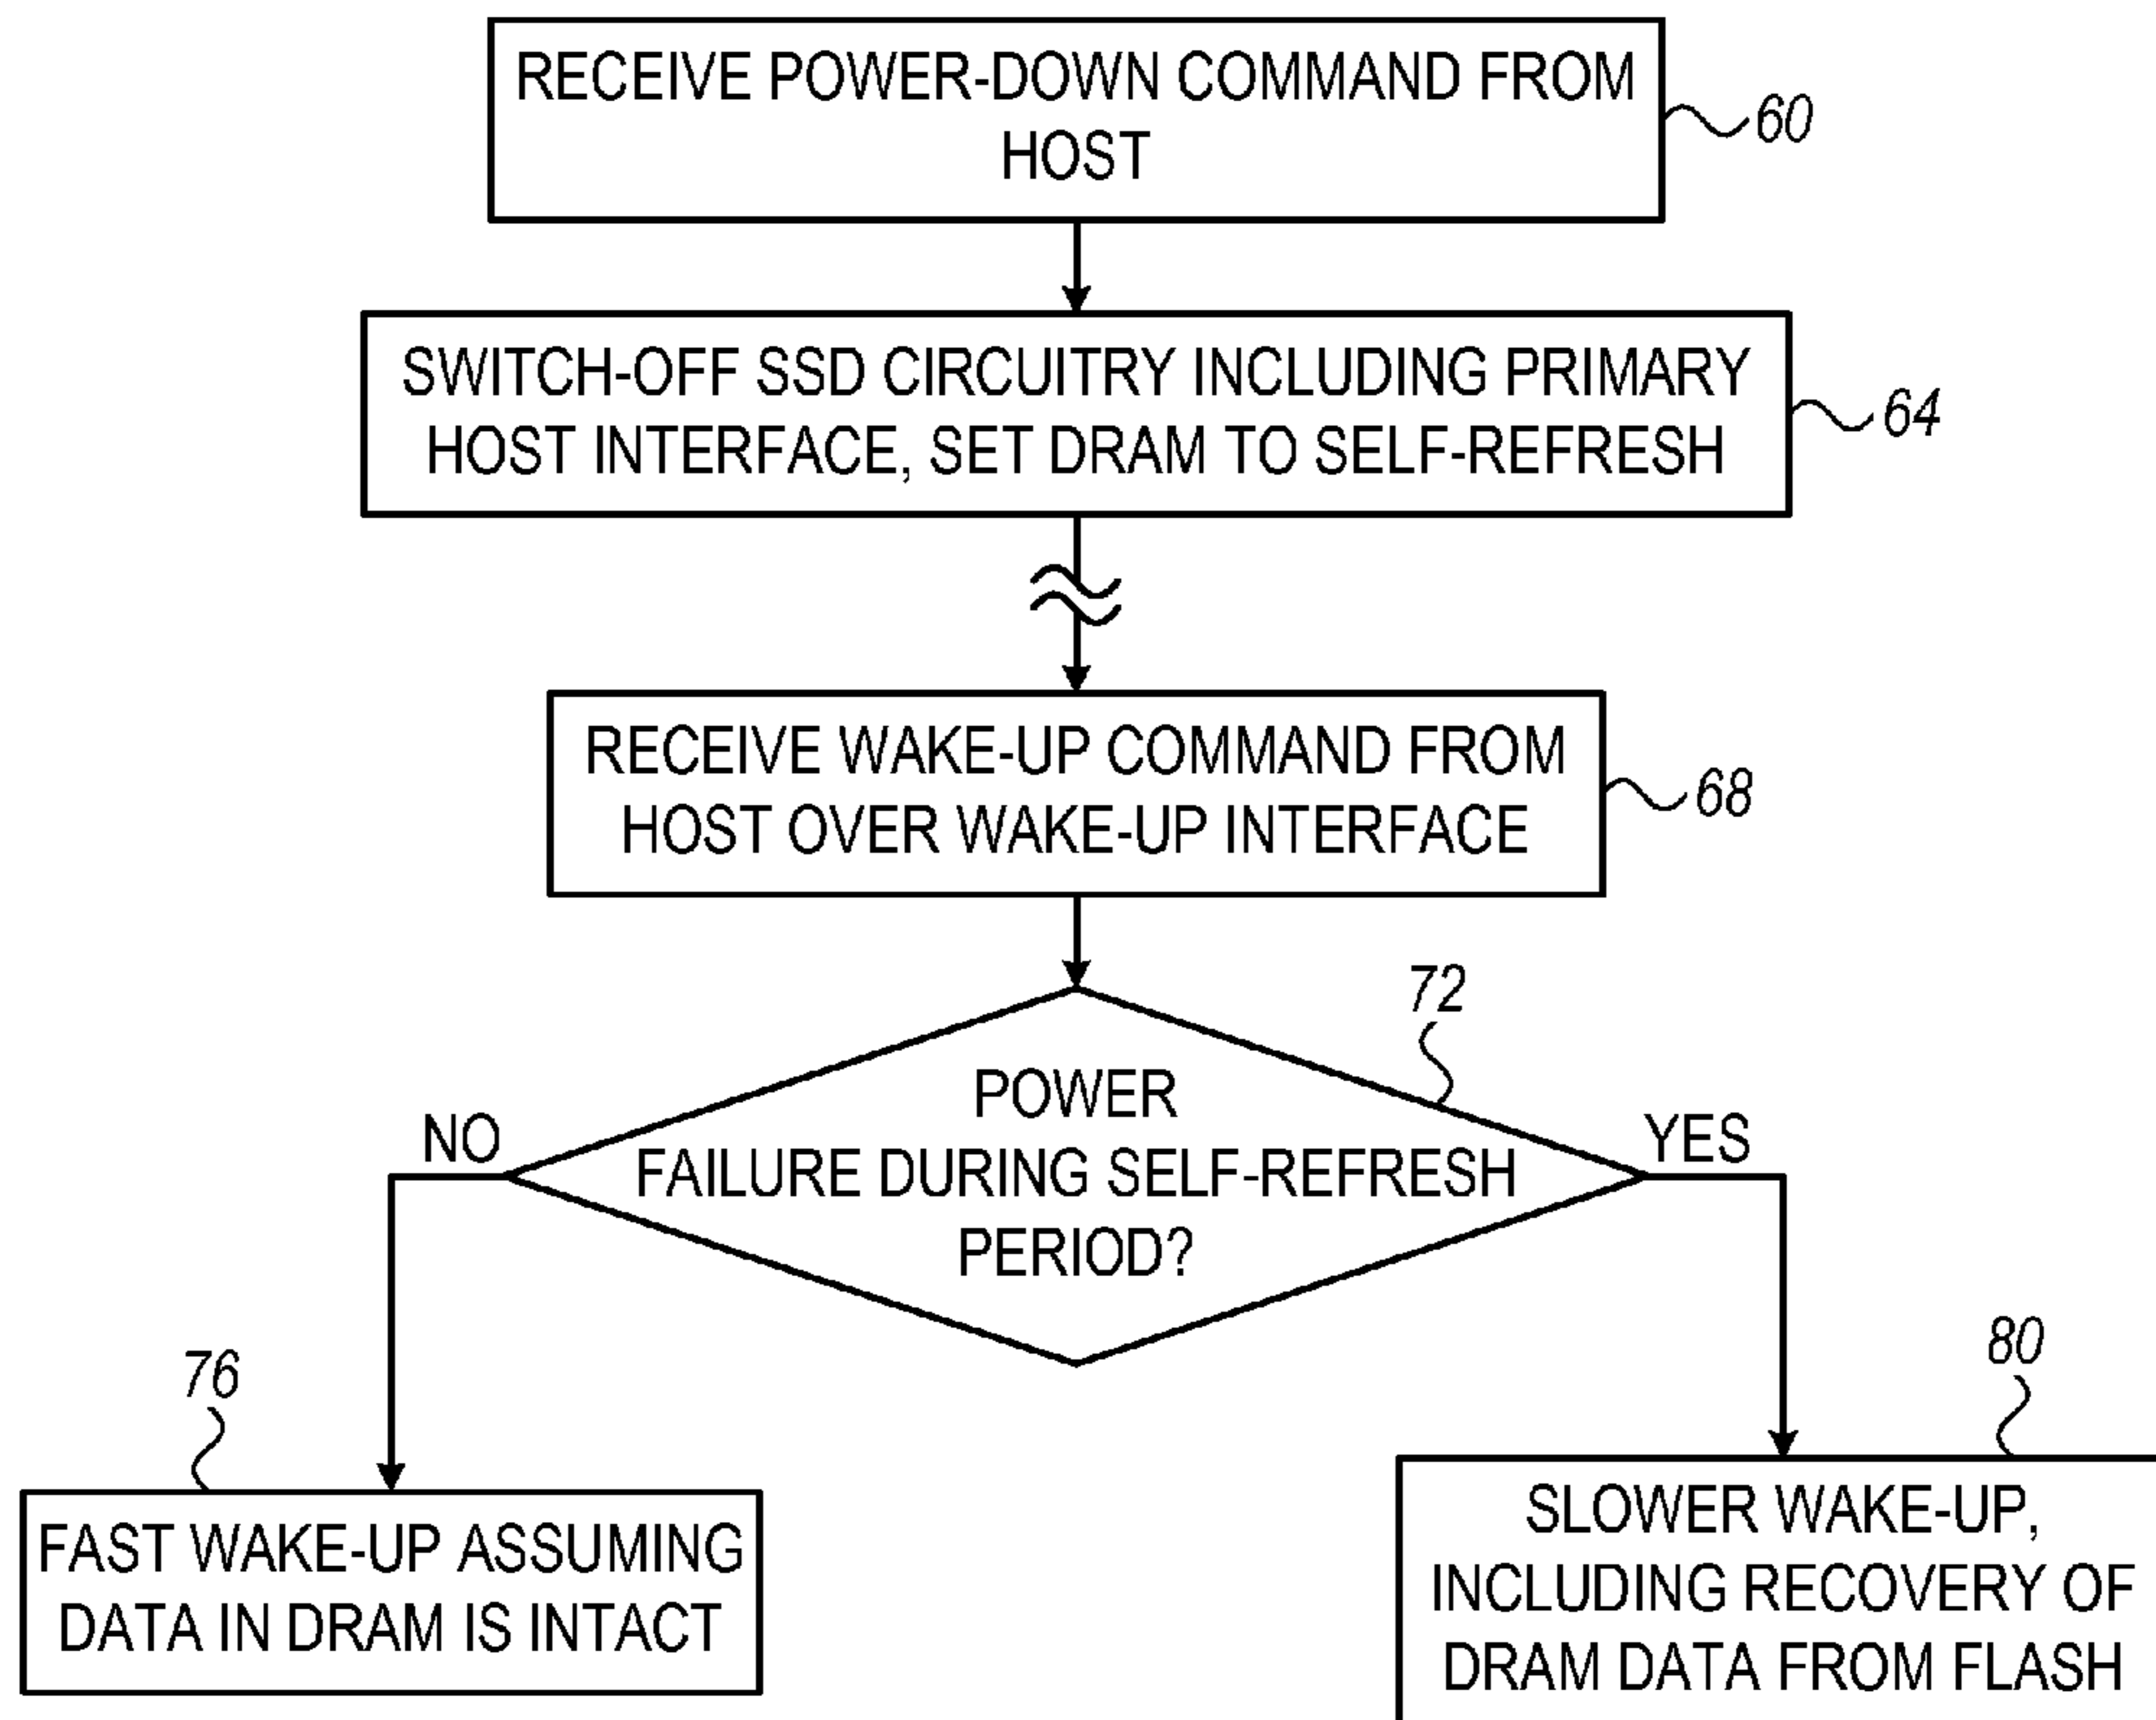 RECEIVE POWER-DOWN COMMAND FROM
HOST
60
SWITCH-OFF SSD CIRCUITRY INCLUDING PRIMARY
HOST INTERFACE, SET DRAM TO SELF-REFRESH
64
RECEIVE WAKE-UP COMMAND FROM
HOST OVER WAKE-UP INTERFACE
68
72
POWER
FAILURE DURING SELF-REFRESH
PERIOD?
NO
YES
76
FAST WAKE-UP ASSUMING
DATA IN DRAM IS INTACT
80
SLOWER WAKE-UP,
INCLUDING RECOVERY OF
DRAM DATA FROM FLASH